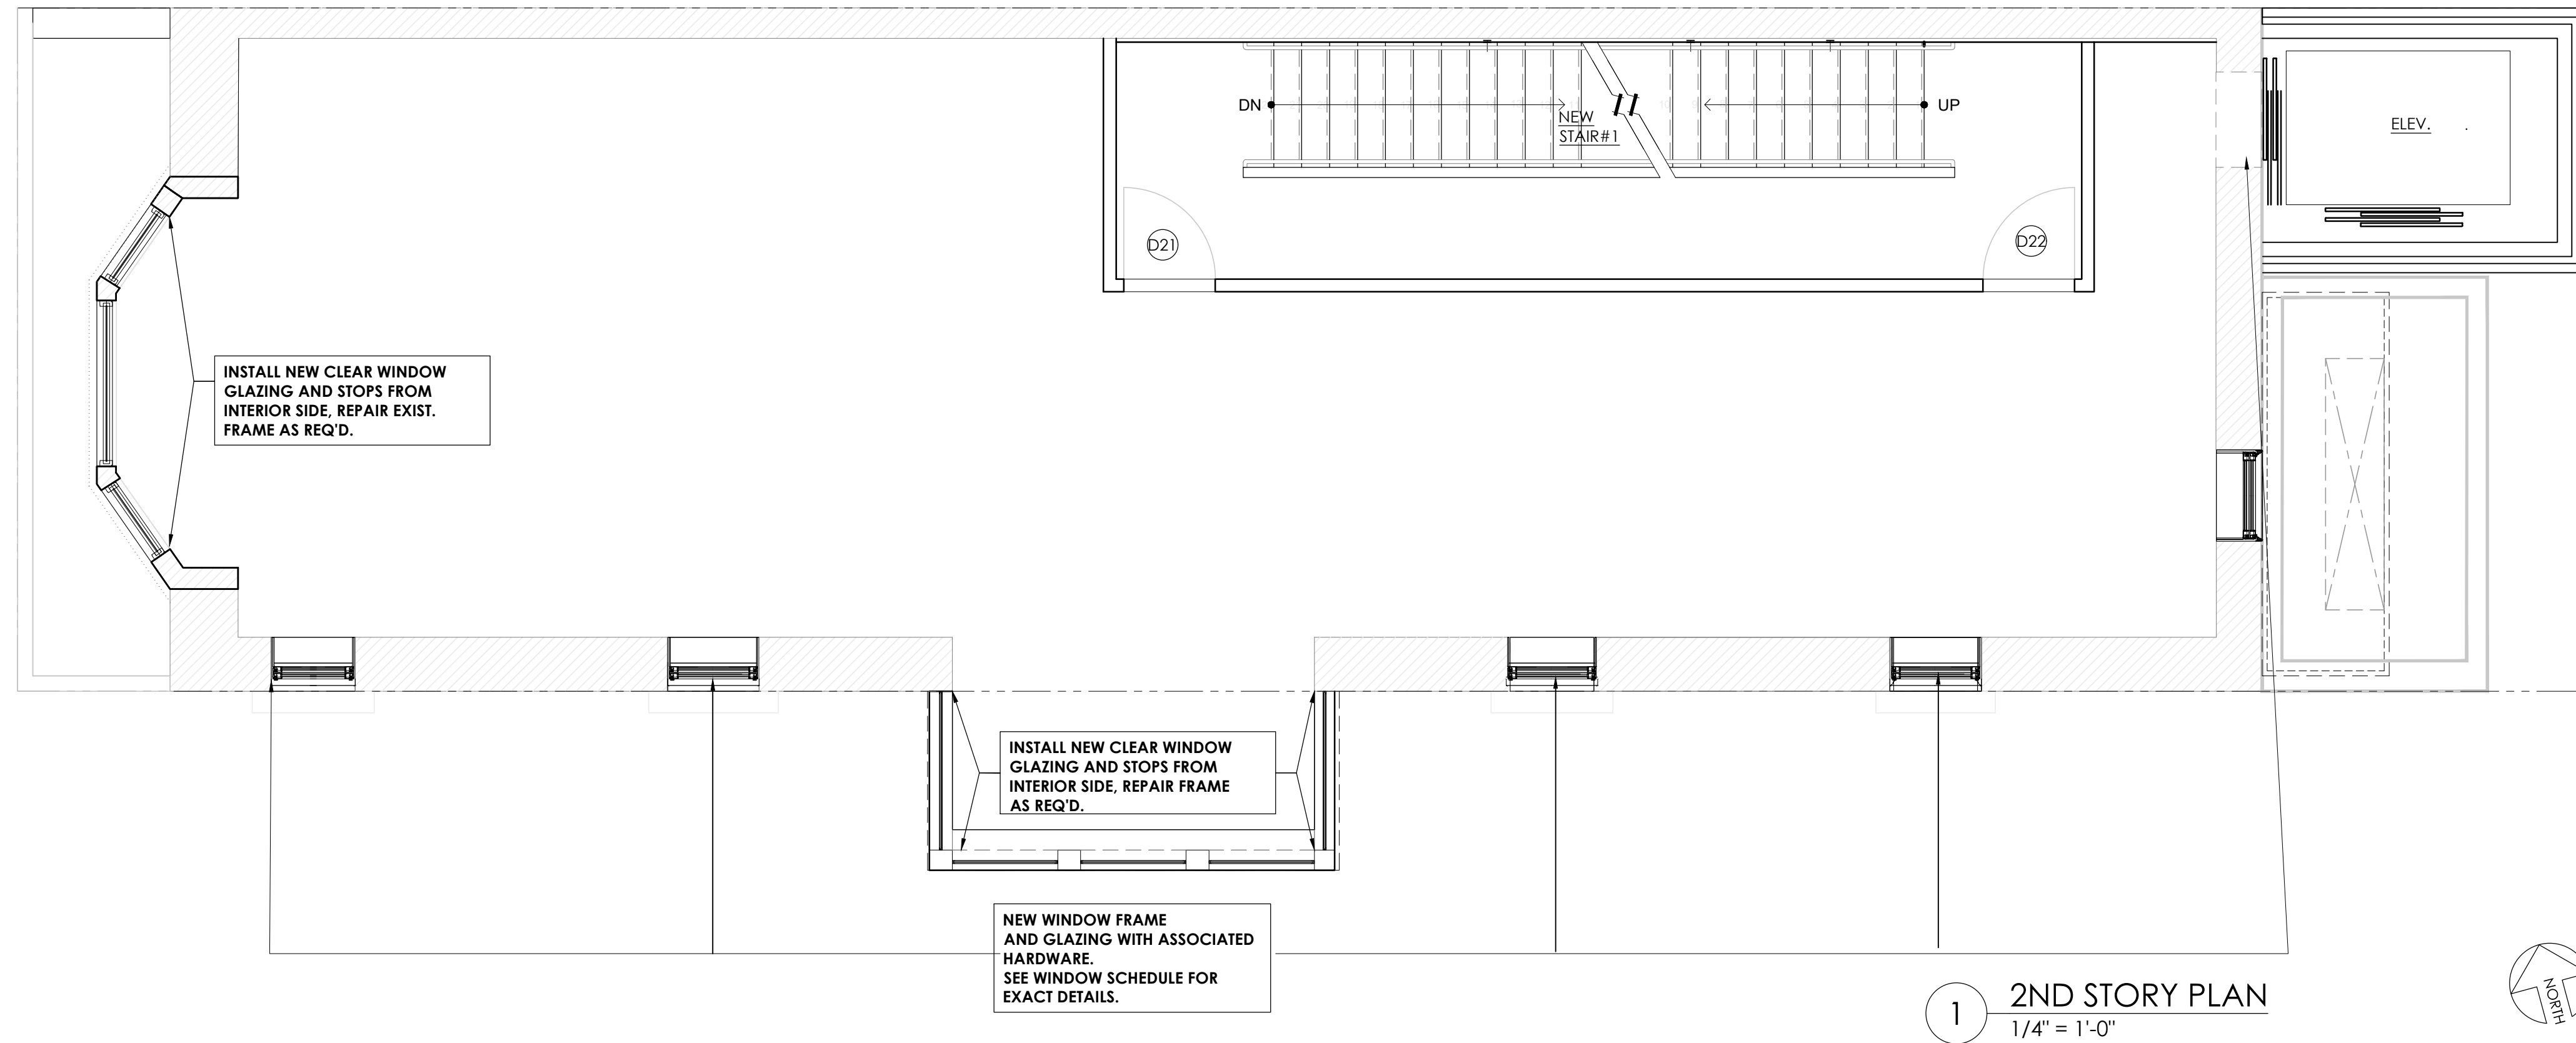 DN
UP
NEW
STAIR#1
ELEV.
D21
D22
INSTALL NEW CLEAR WINDOW
GLAZING AND STOPS FROM
INTERIOR SIDE, REPAIR EXIST.
FRAME AS REQ'D.
INSTALL NEW CLEAR WINDOW
GLAZING AND STOPS FROM
INTERIOR SIDE, REPAIR FRAME
AS REQ'D.
NEW WINDOW FRAME
AND GLAZING WITH ASSOCIATED
HARDWARE.
SEE WINDOW SCHEDULE FOR
EXACT DETAILS.
1
2ND STORY PLAN
1/4" = 1'-0"
NORTH